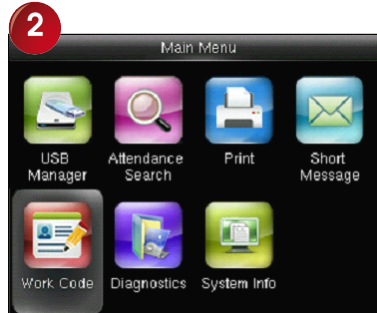 2
Main Menu
USB
Manager
Attendance
Search
Print
Short
Message
Work Code
Diagnostics
System Info